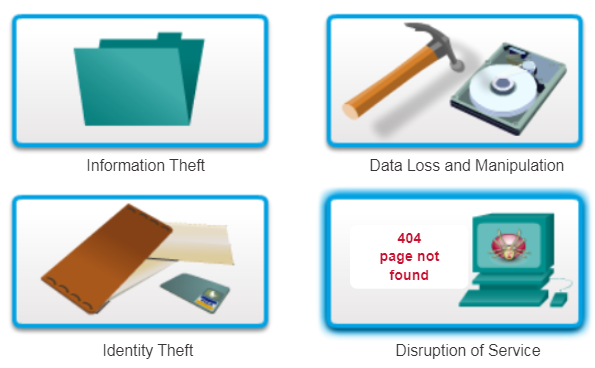 Information Theft
Data Loss and Manipulation
404
page not
found
Identity Theft
Disruption of Service